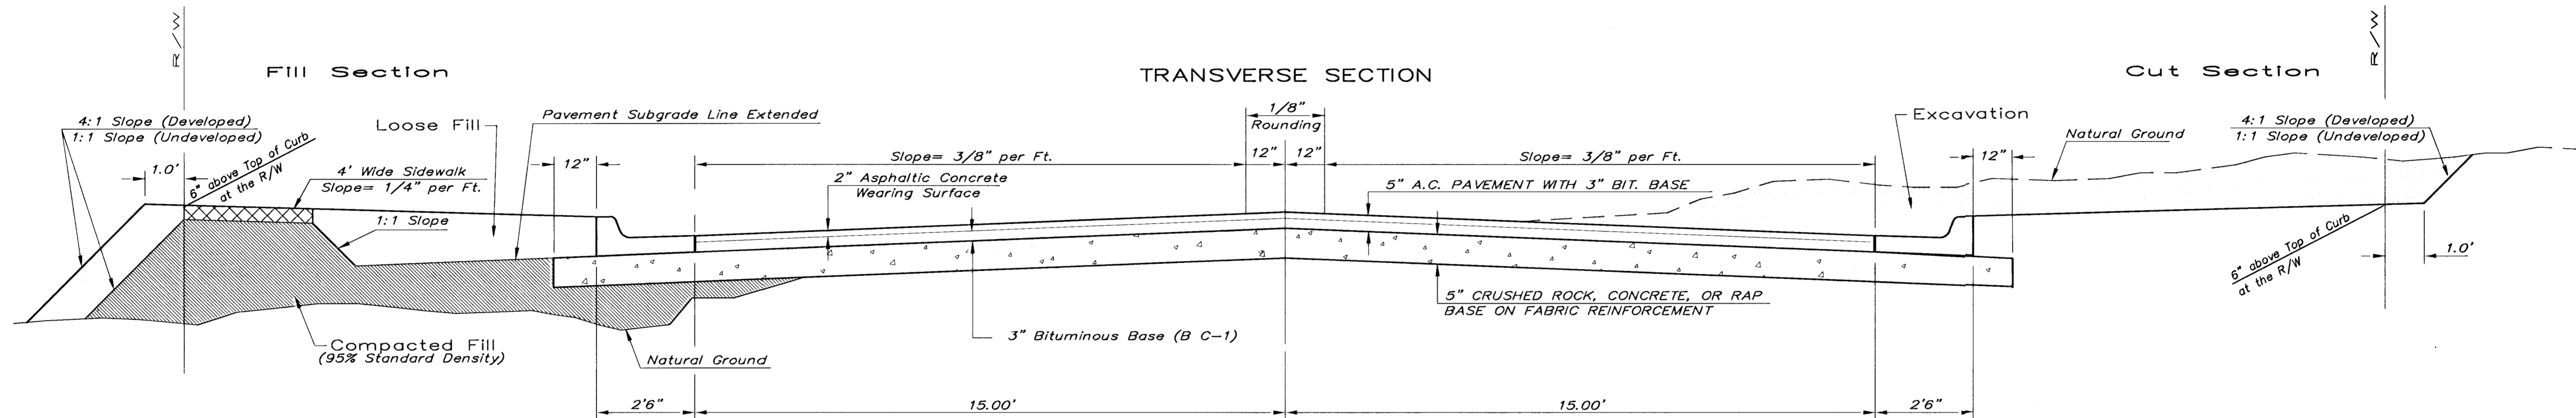 R/W
R/W
Fill Section
TRANSVERSE SECTION
Cut Section
4:1 Slope (Developed)
1:1 Slope (Undeveloped)
Loose Fill
Pavement Subgrade Line Extended
1/8"
Rounding
Excavation
Natural Ground
4:1 Slope (Developed)
1:1 Slope (Undeveloped)
1.0'
6" above Top of Curb
at the R/W
4' Wide Sidewalk
Slope= 1/4" per Ft.
1:1 Slope
12"
Slope= 3/8" per Ft.
12"
12"
Slope= 3/8" per Ft.
12"
2" Asphaltic Concrete
Wearing Surface
5" A.C. PAVEMENT WITH 3" BIT. BASE
6" above Top of Curb
at the R/W
1.0'
5" CRUSHED ROCK, CONCRETE, OR RAP
BASE ON FABRIC REINFORCEMENT
3" Bituminous Base (B C-1)
Compacted Fill
(95% Standard Density)
Natural Ground
2'6"
15.00'
15.00'
2'6"